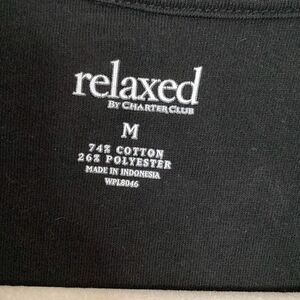 relaxed
BY CHARTER CLUB
M
74% COTTON
26% POLYESTER
MADE IN INDONESIA
WPL8046